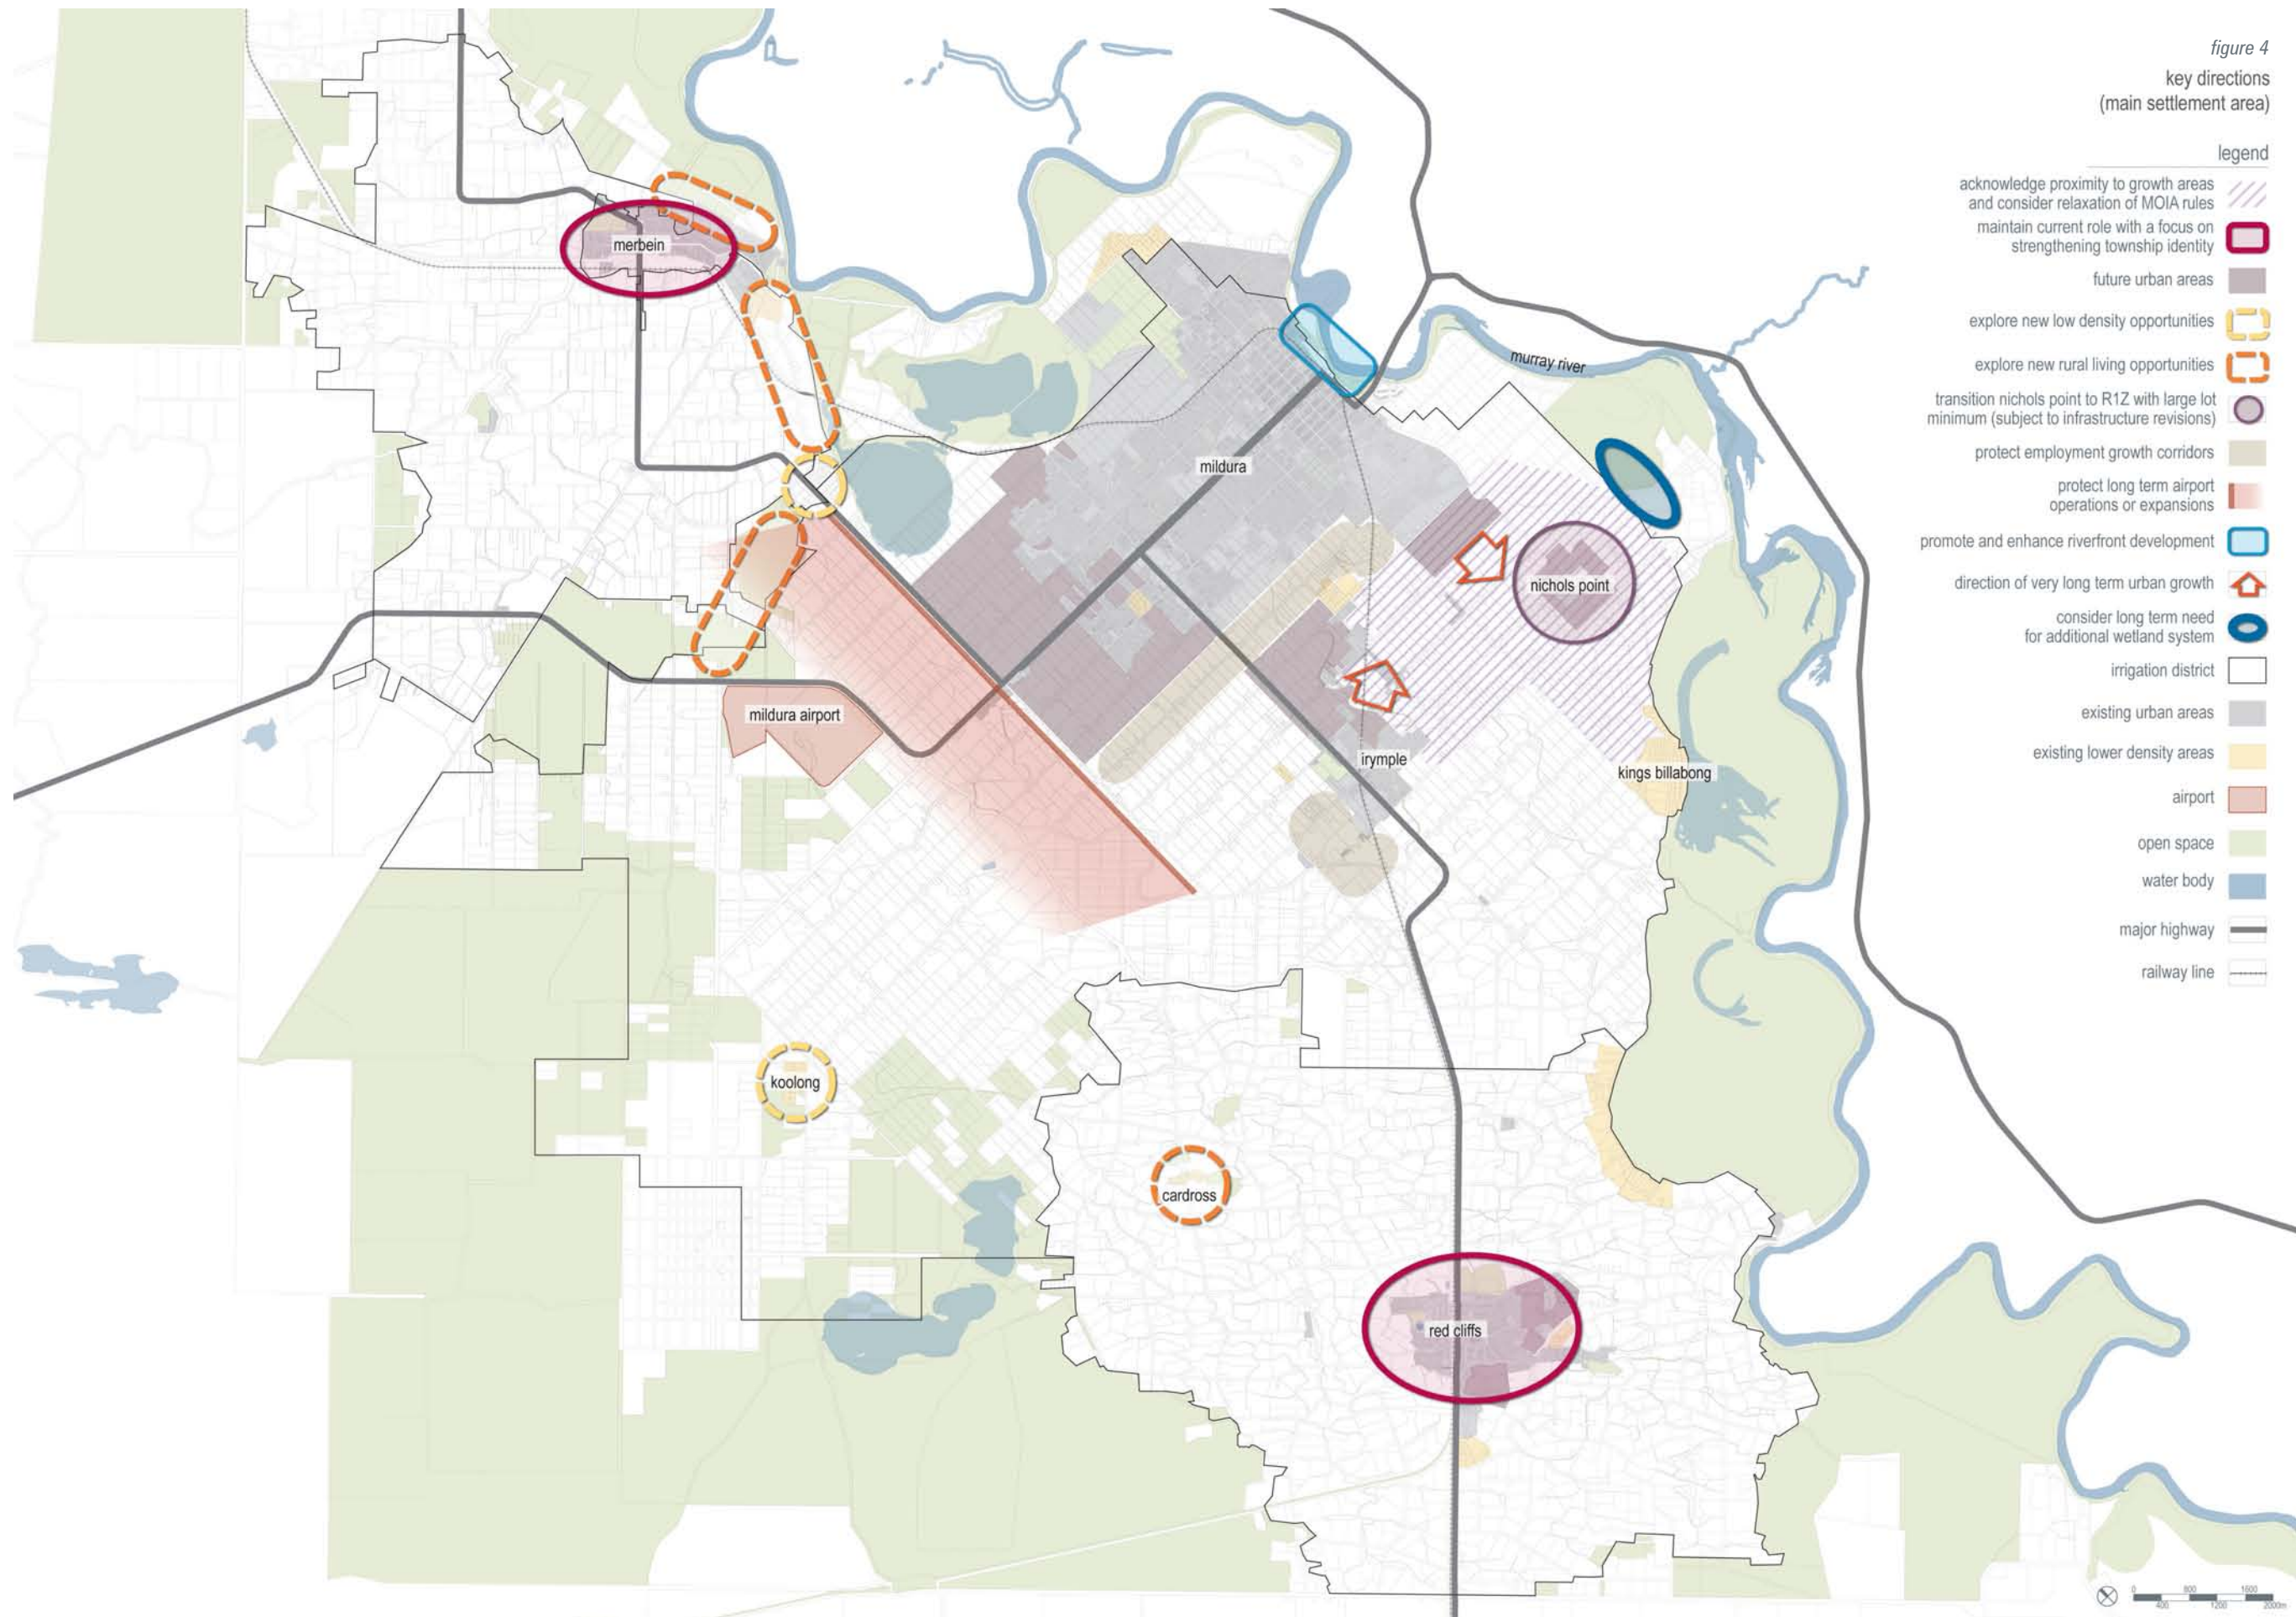 figure 4
key directions
(main settlement area)
legend
acknowledge proximity to growth areas
and consider relaxation of MOIA rules
maintain current role with a focus on
strengthening township identity
future urban areas
explore new low density opportunities
explore new rural living opportunities
transition nichols point to R1Z with large lot
minimum (subject to infrastructure revisions)
protect employment growth corridors
protect long term airport
operations or expansions
promote and enhance riverfront development
direction of very long term urban growth
consider long term need
for additional wetland system
irrigation district
existing urban areas
existing lower density areas
airport
open space
water body
major highway
railway line
merbein
murray river
mildura
nichols point
mildura airport
irymple
kings billabong
koolong
cardross
red cliffs
0 800 1600
400 1200 2000m